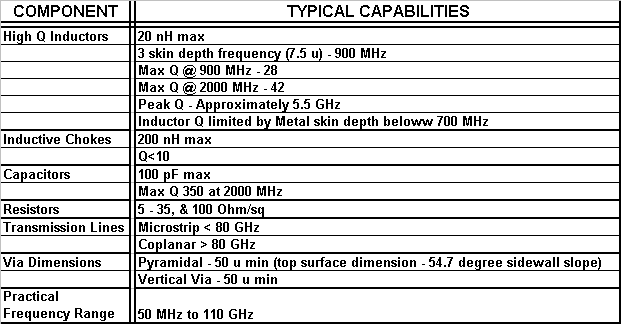 COMPONENT TYPICAL CAPABILITIES
High Q Inductors 20 nH max
3 skin depth frequency (7.5 u) - 900 MHz
Max Q @ 900 MHz - 28
Max Q @ 2000 MHz - 42
Peak Q - Approximately 5.5 GHz
Inductor Q limited by Metal skin depth beloww 700 MHz
Inductive Chokes 200 nH max
Q<10
Capacitors 100 pF max
Max Q 350 at 2000 MHz
Resistors 5 - 35, & 100 Ohm/sq
Transmission Lines Microstrip < 80 GHz
Coplanar > 80 GHz
Via Dimensions Pyramidal - 50 u min (top surface dimension - 54.7 degree sidewall slope)
Vertical Via - 50 u min
Practical
Frequency Range 50 MHz to 110 GHz